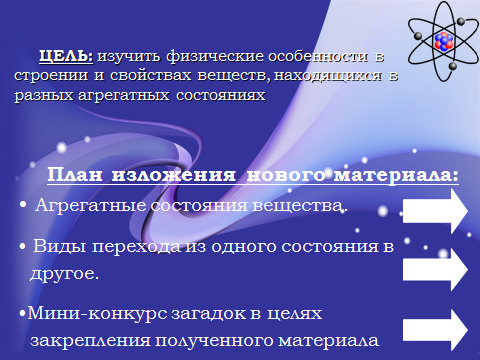 ЦЕЛЬ: изучить физические особенности в
строении и свойствах веществ, находящихся в
разных агрегатных состояниях
План изложения нового материала:
• Агрегатные состояния вещества.
• Виды перехода из одного состояния в
другое.
•Мини-конкурс загадок в целях
закрепления полученного материала